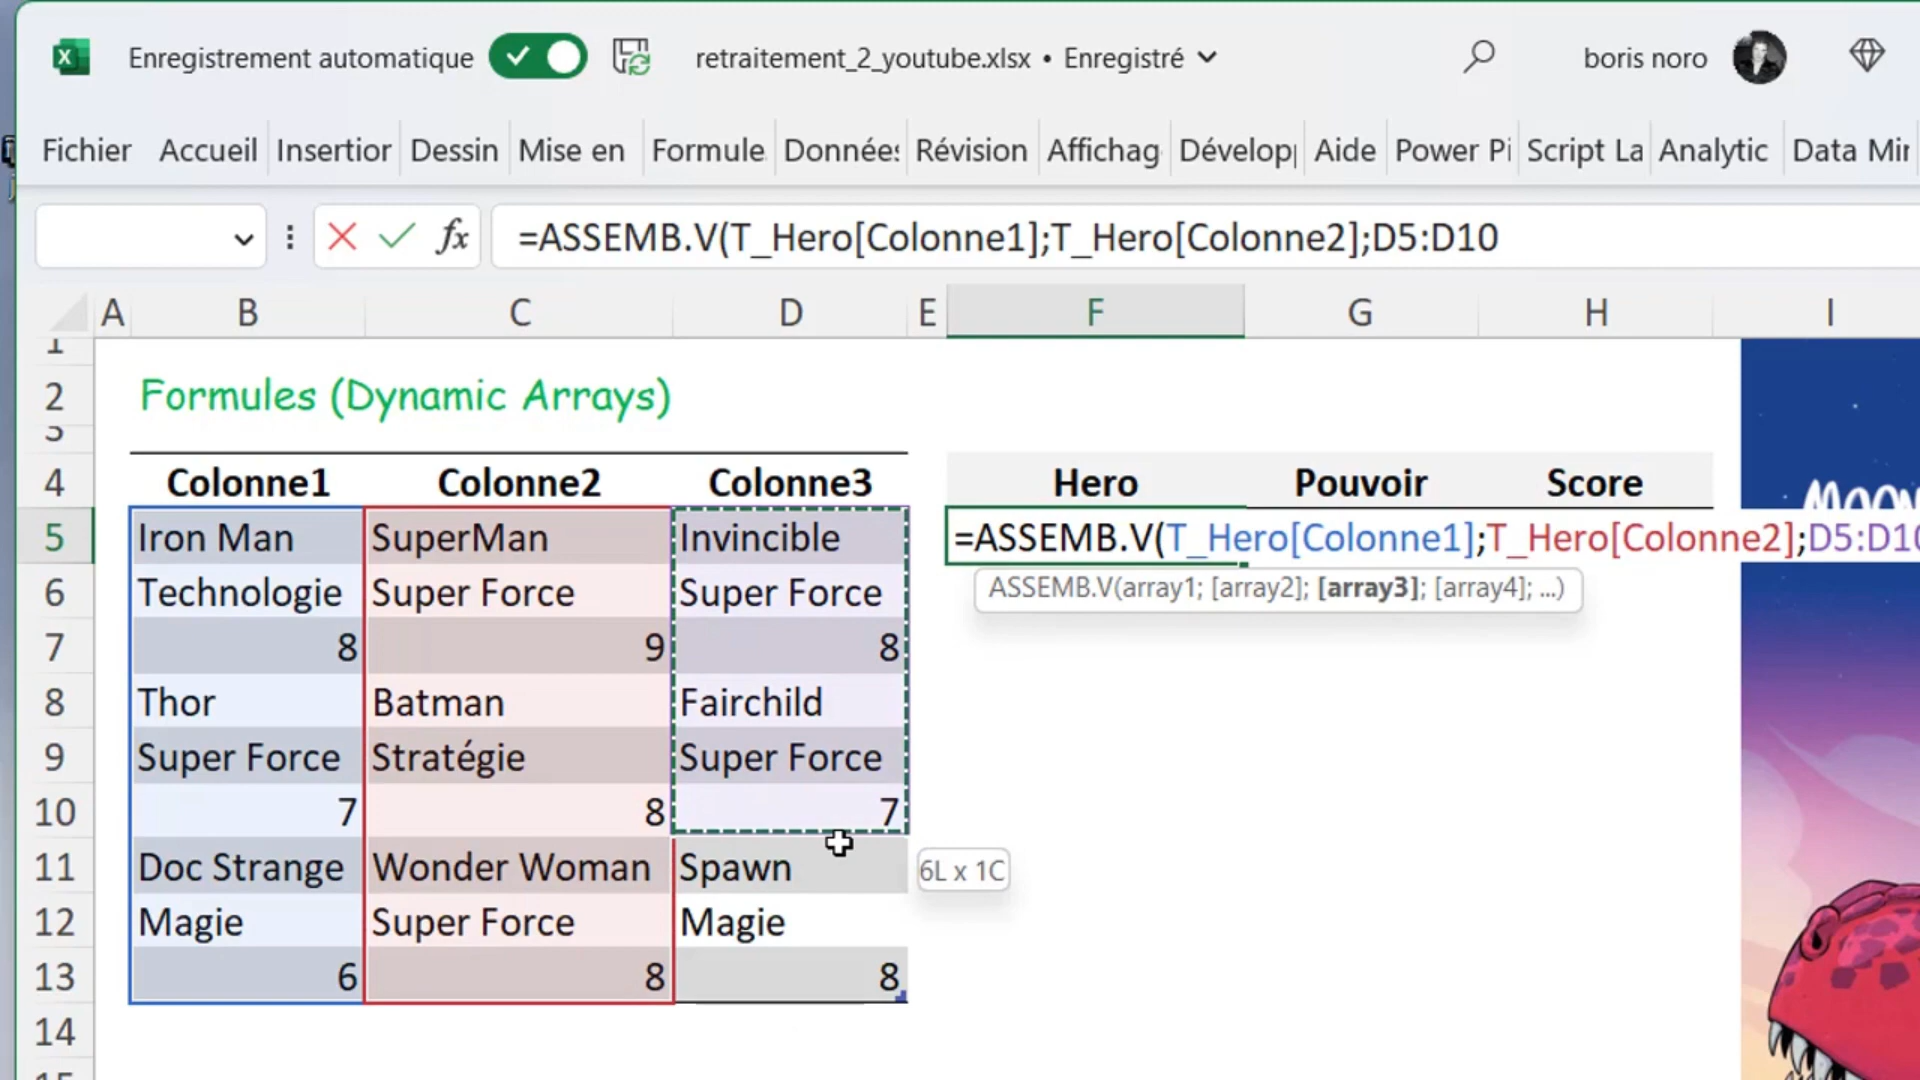 Enregistrement automatique retraitement_2_youtube.xlsx • Enregistré boris noro
Fichier Accueil Insertior Dessin Mise en Formule Données Révision Affichag Dévelop Aide Power Pi Script La Analytic Data Mir
fx =ASSEMB.V(T_Hero[Colonne1];T_Hero[Colonne2];D5:D10
A B C D E F G H I
1
2 Formules (Dynamic Arrays)
3
4 Colonne1 Colonne2 Colonne3 Hero Pouvoir Score
5 Iron Man SuperMan Invincible =ASSEMB.V(T_Hero[Colonne1];T_Hero[Colonne2];D5:D10
6 Technologie Super Force Super Force ASSEMB.V(array1; [array2]; [array3]; [array4]; ...)
7 8 9 8
8 Thor Batman Fairchild
9 Super Force Stratégie Super Force
10 7 8 7
11 Doc Strange Wonder Woman Spawn 6L x 1C
12 Magie Super Force Magie
13 6 8 8
14
15